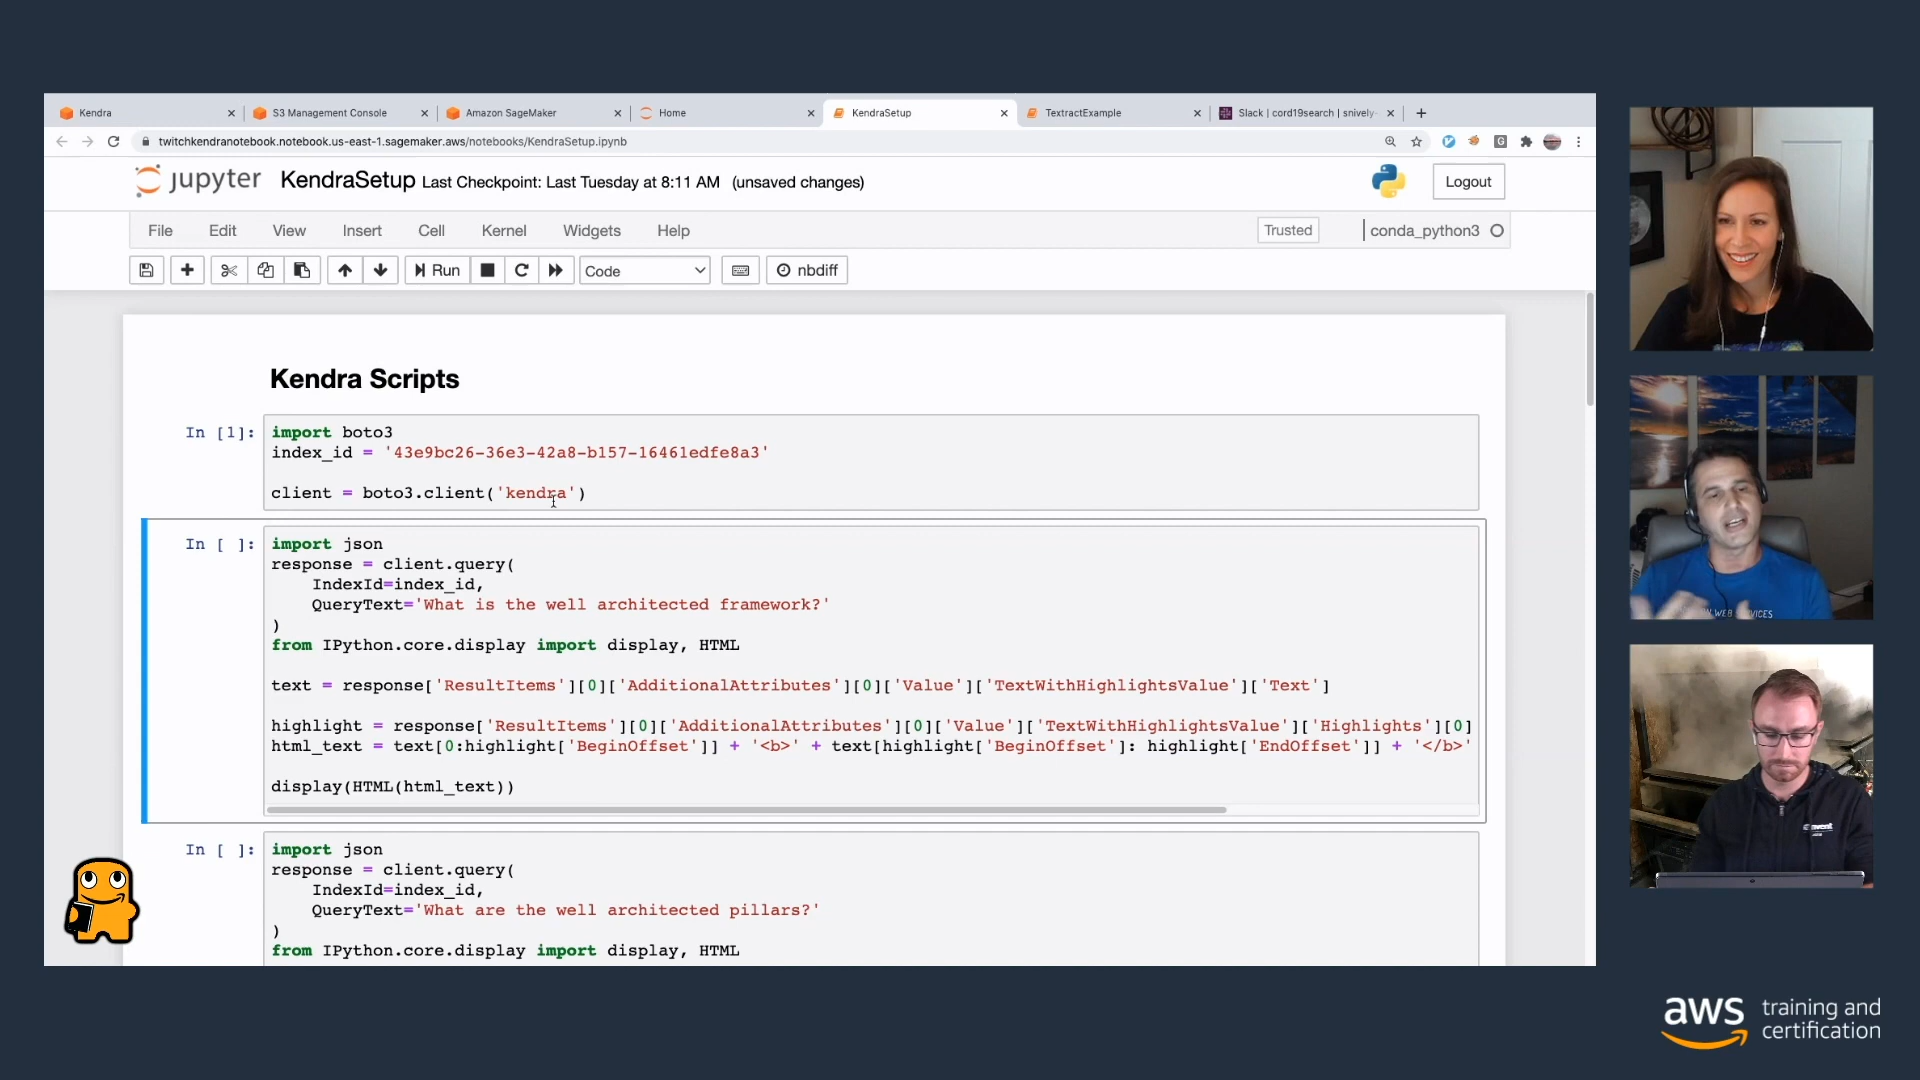 Kendra
S3 Management Console
Amazon SageMaker
Home
KendraSetup
TextractExample
Slack | cord19search | snively-
twitchkendranotebook.notebook.us-east-1.sagemaker.aws/notebooks/KendraSetup.ipynb
jupyter KendraSetup Last Checkpoint: Last Tuesday at 8:11 AM (unsaved changes)
Logout
File Edit View Insert Cell Kernel Widgets Help
Trusted
conda_python3
Run
Code
nbdiff
Kendra Scripts
In [1]:
import boto3
index_id = '43e9bc26-36e3-42a8-b157-16461edfe8a3'
client = boto3.client('kendra')
In [ ]:
import json
response = client.query(
IndexId=index_id,
QueryText='What is the well architected framework?'
)
from IPython.core.display import display, HTML
text = response['ResultItems'][0]['AdditionalAttributes'][0]['Value']['TextWithHighlightsValue']['Text']
highlight = response['ResultItems'][0]['AdditionalAttributes'][0]['Value']['TextWithHighlightsValue']['Highlights'][0]
html_text = text[0:highlight['BeginOffset']] + '<b>' + text[highlight['BeginOffset']: highlight['EndOffset']] + '</b>'
display(HTML(html_text))
In [ ]:
import json
response = client.query(
IndexId=index_id,
QueryText='What are the well architected pillars?'
)
from IPython.core.display import display, HTML
aws training and
certification